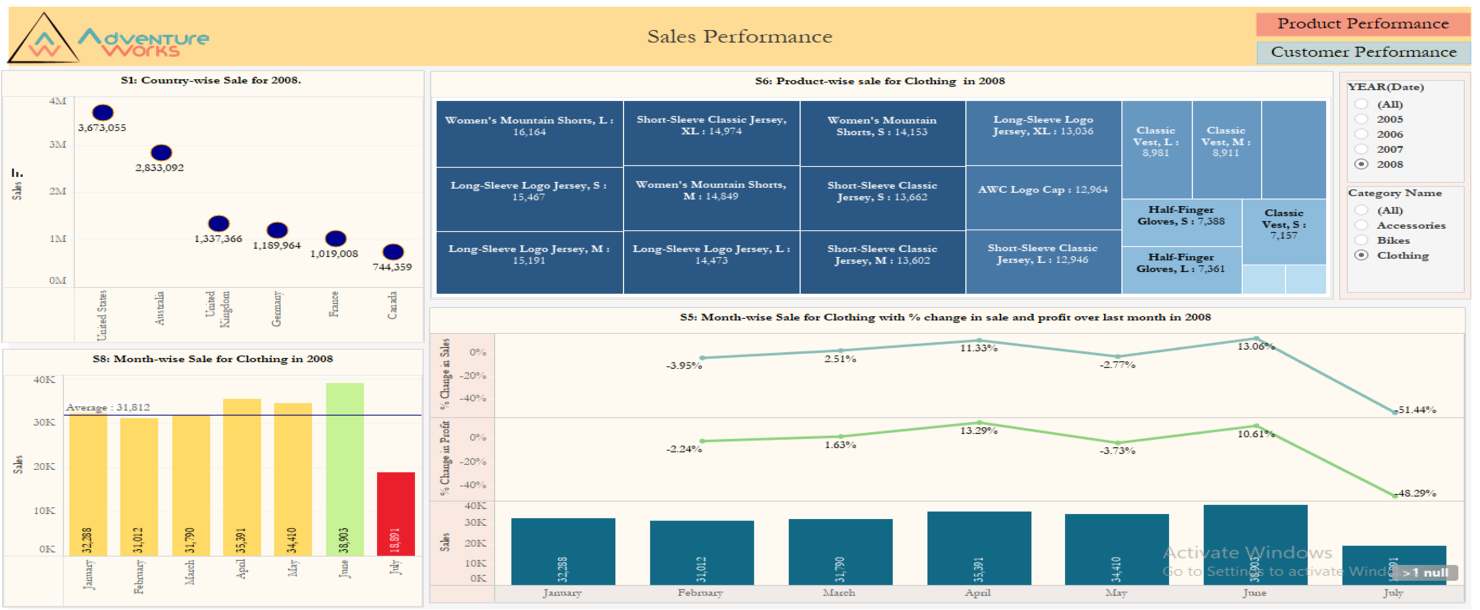 ADVENTURE
WORKS
Sales Performance
Product Performance
Customer Performance
S1: Country-wise Sale for 2008.
4M
3M
2M
1M
0M
Sales
3,673,055
2,833,092
1,337,366
1,189,964
1,019,008
744,359
United States
Australia
United
Kingdom
Germany
France
Canada
S6: Product-wise sale for Clothing in 2008
Women's Mountain Shorts, L :
16,164
Long-Sleeve Logo Jersey, S :
15,467
Long-Sleeve Logo Jersey, M :
15,191
Short-Sleeve Classic Jersey,
XL : 14,974
Women's Mountain Shorts,
M : 14,849
Long-Sleeve Logo Jersey, L :
14,473
Women's Mountain
Shorts, S : 14,153
Short-Sleeve Classic
Jersey, S : 13,662
Short-Sleeve Classic
Jersey, M : 13,602
Long-Sleeve Logo
Jersey, XL : 13,036
AWC Logo Cap : 12,964
Short-Sleeve Classic
Jersey, L : 12,946
Classic
Vest, L :
8,981
Classic
Vest, M :
8,911
Half-Finger
Gloves, S : 7,388
Half-Finger
Gloves, L : 7,361
Classic
Vest, S :
7,157
YEAR(Date)
(All)
2005
2006
2007
2008
Category Name
(All)
Accessories
Bikes
Clothing
S8: Month-wise Sale for Clothing in 2008
40K
30K
20K
10K
0K
Sales
Average : 31,812
32,288
31,012
31,790
35,391
34,410
38,903
18,891
January
February
March
April
May
June
July
S5: Month-wise Sale for Clothing with % change in sale and profit over last month in 2008
% Change in Sales
0%
-20%
-40%
-3.95%
2.51%
11.33%
-2.77%
13.06%
-51.44%
% Change in Profit
0%
-20%
-40%
-2.24%
1.63%
13.29%
-3.73%
10.61%
-48.29%
Sales
40K
30K
20K
10K
0K
32,288
31,012
31,790
35,391
34,410
38,903
January
February
March
April
May
June
July
Activate Windows
Go to Settings to activate Wind
>1 null